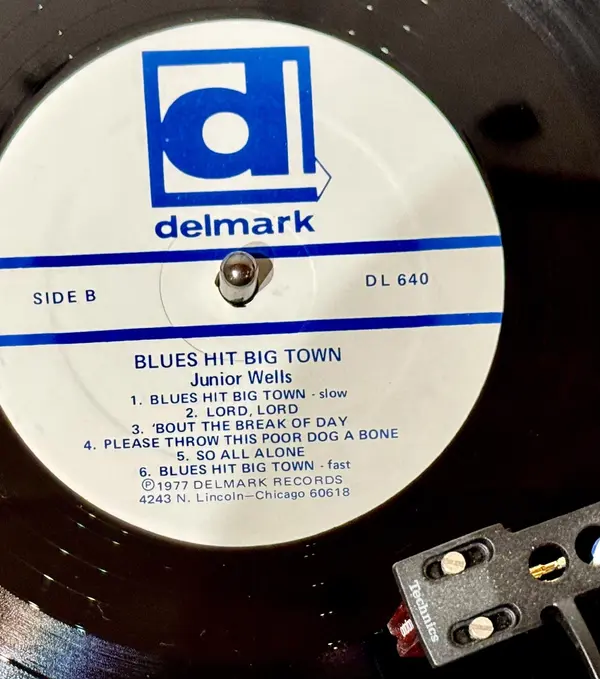 d
delmark
SIDE B
DL 640
BLUES HIT BIG TOWN
Junior Wells
1. BLUES HIT BIG TOWN - slow
2. LORD, LORD
3. 'BOUT THE BREAK OF DAY
4. PLEASE THROW THIS POOR DOG A BONE
5. SO ALL ALONE
6. BLUES HIT BIG TOWN - fast
℗1977 DELMARK RECORDS
4243 N. Lincoln—Chicago 60618
Technics